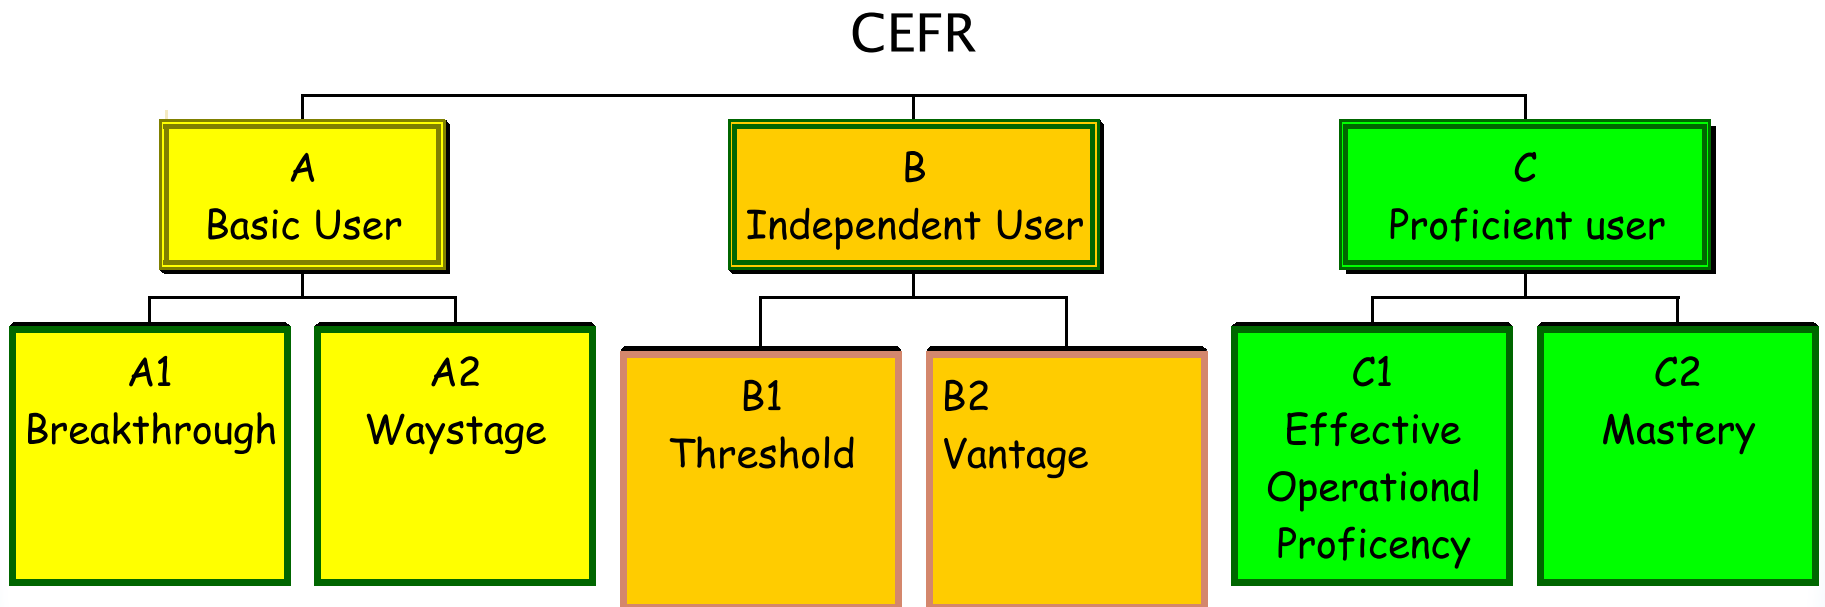 CEFR
A
Basic User
B
Independent User
C
Proficient user
A1
Breakthrough
A2
Waystage
B1
Threshold
B2
Vantage
C1
Effective
Operational
Proficency
C2
Mastery